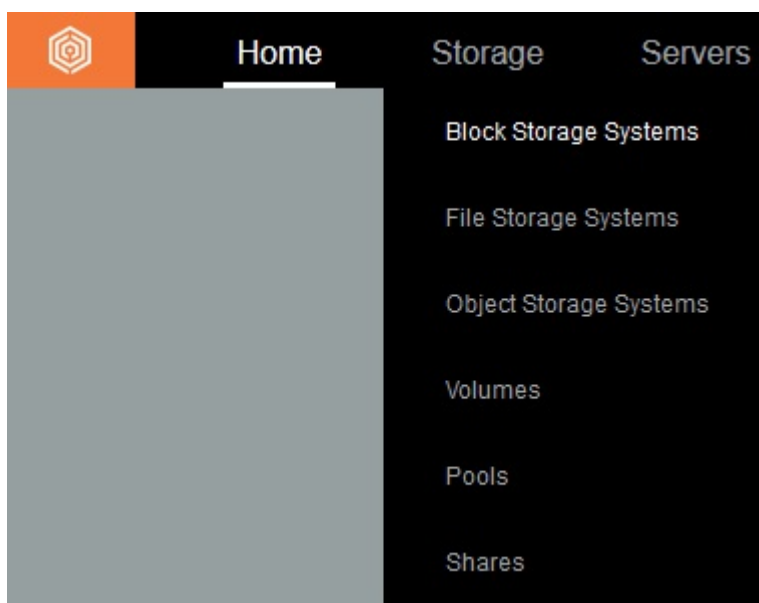 Home Storage Servers
Block Storage Systems
File Storage Systems
Object Storage Systems
Volumes
Pools
Shares